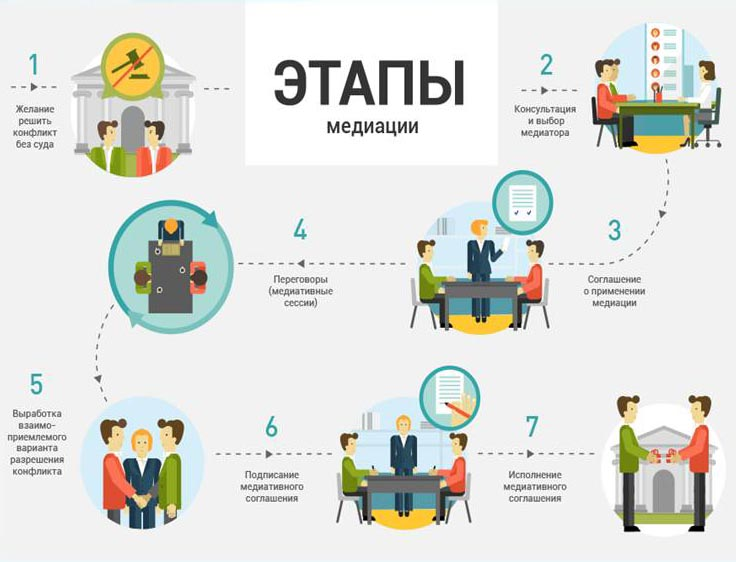 ЭТАПЫ
медиации
1
Желание
решить
конфликт
без суда
2
Консультация
и выбор
медиатора
3
Соглашение
о применении
медиации
4
Переговоры
(медиативные
сессии)
5
Выработка
взаимо-
приемлемого
варианта
разрешения
конфликта
6
Подписание
медиативного
соглашения
7
Исполнение
медиативного
соглашения